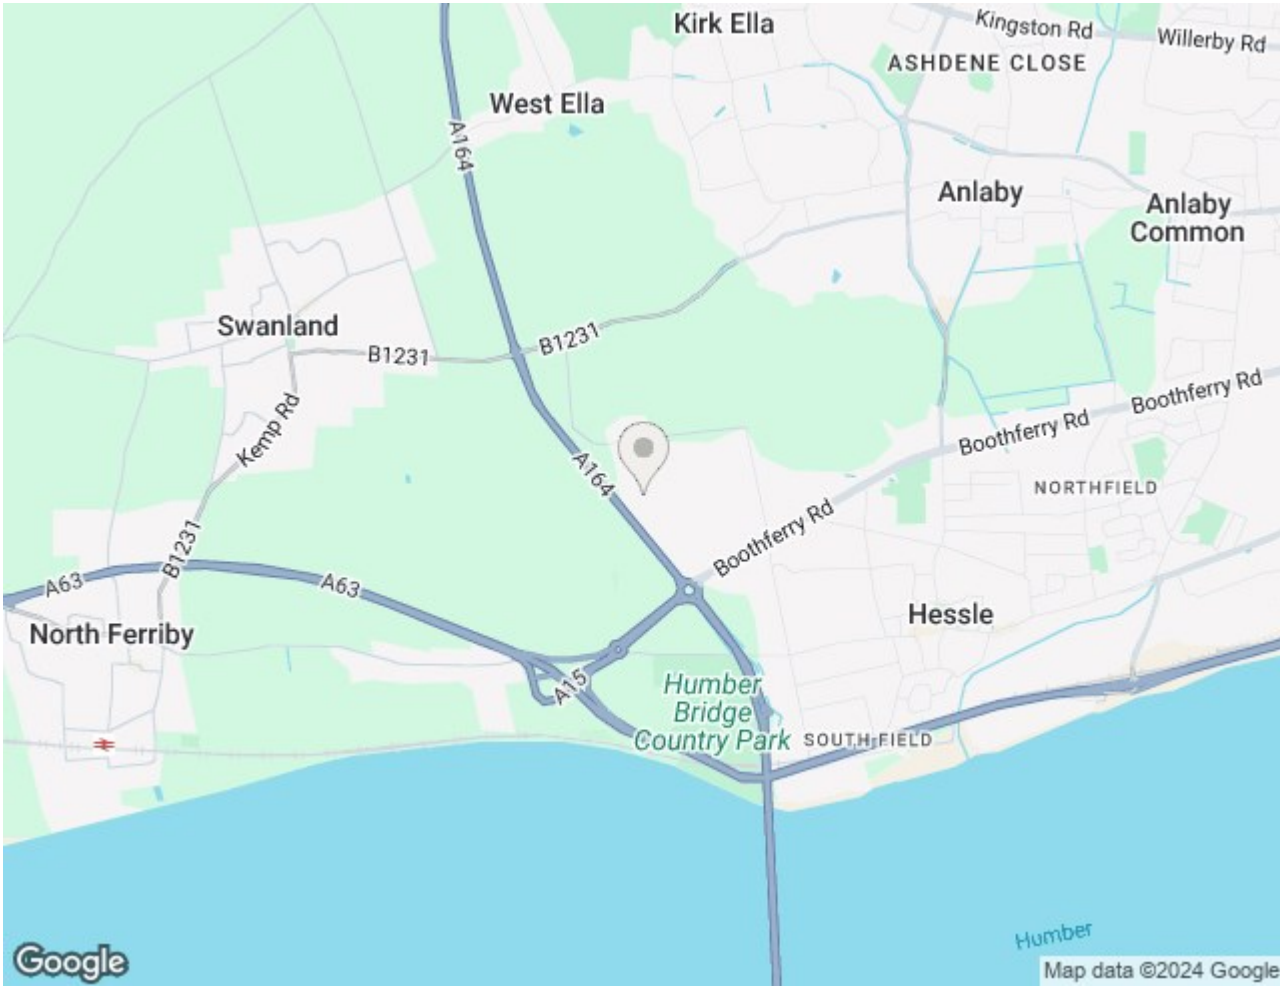 Kirk Ella
Kingston Rd
Willerby Rd
ASHDENE CLOSE
West Ella
A164
Anlaby
Anlaby
Common
Swanland
B1231
B1231
Kemp Rd
Boothferry Rd
Boothferry Rd
A164
NORTHFIELD
B1231
Boothferry Rd
A63
A63
North Ferriby
Hessle
A15
Humber
Bridge
Country Park
SOUTH FIELD
Humber
Google
Map data ©2024 Google